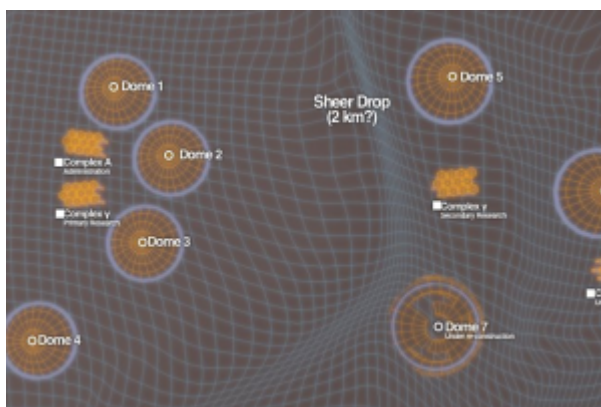 Dome 1
Dome 5
Sheer Drop
(2 km?)
Dome 2
Complex A
Administration
Complex γ
Primary Research
Complex γ
Secondary Research
Dome 3
Dome 7
Under re-construction
Dome 4